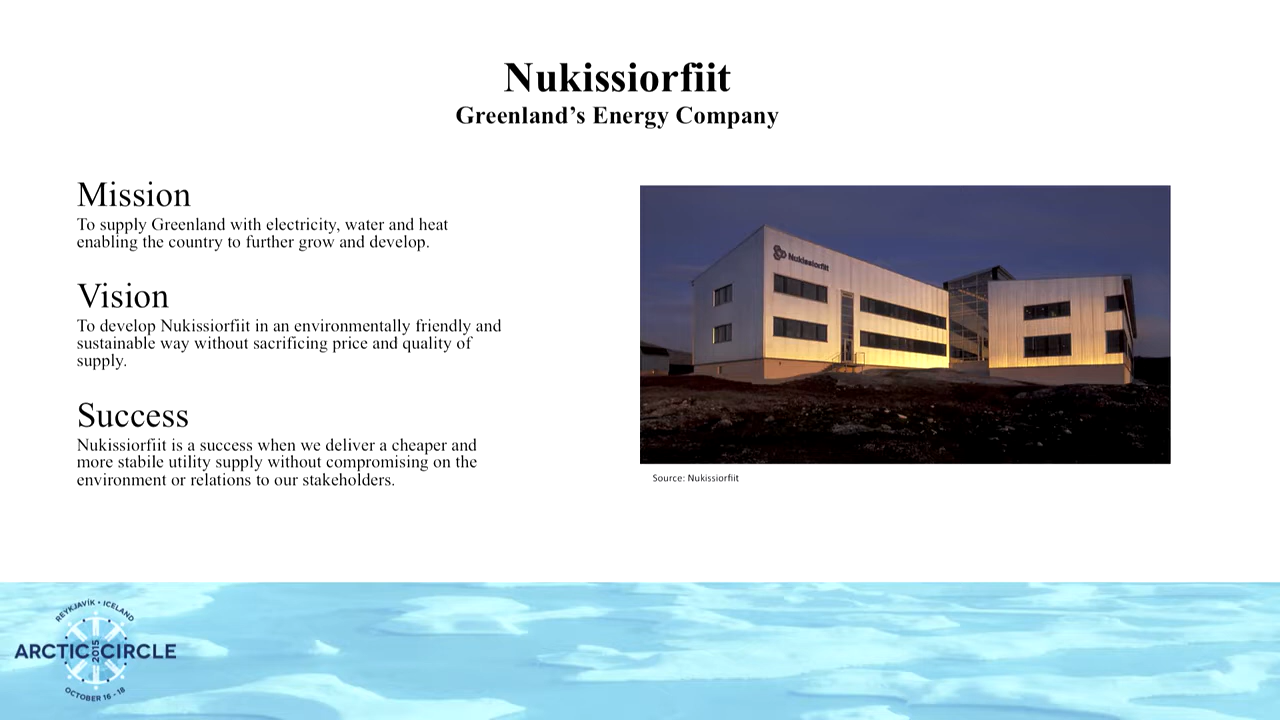 Nukissiorfiit
Greenland’s Energy Company
Mission
To supply Greenland with electricity, water and heat
enabling the country to further grow and develop.
Vision
To develop Nukissiorfiit in an environmentally friendly and
sustainable way without sacrificing price and quality of
supply.
Success
Nukissiorfiit is a success when we deliver a cheaper and
more stabile utility supply without compromising on the
environment or relations to our stakeholders.
Nukissiorfiit
Source: Nukissiorfiit
REYKJAVÍK • ICELAND
ARCTIC CIRCLE
2015
OCTOBER 16 - 18